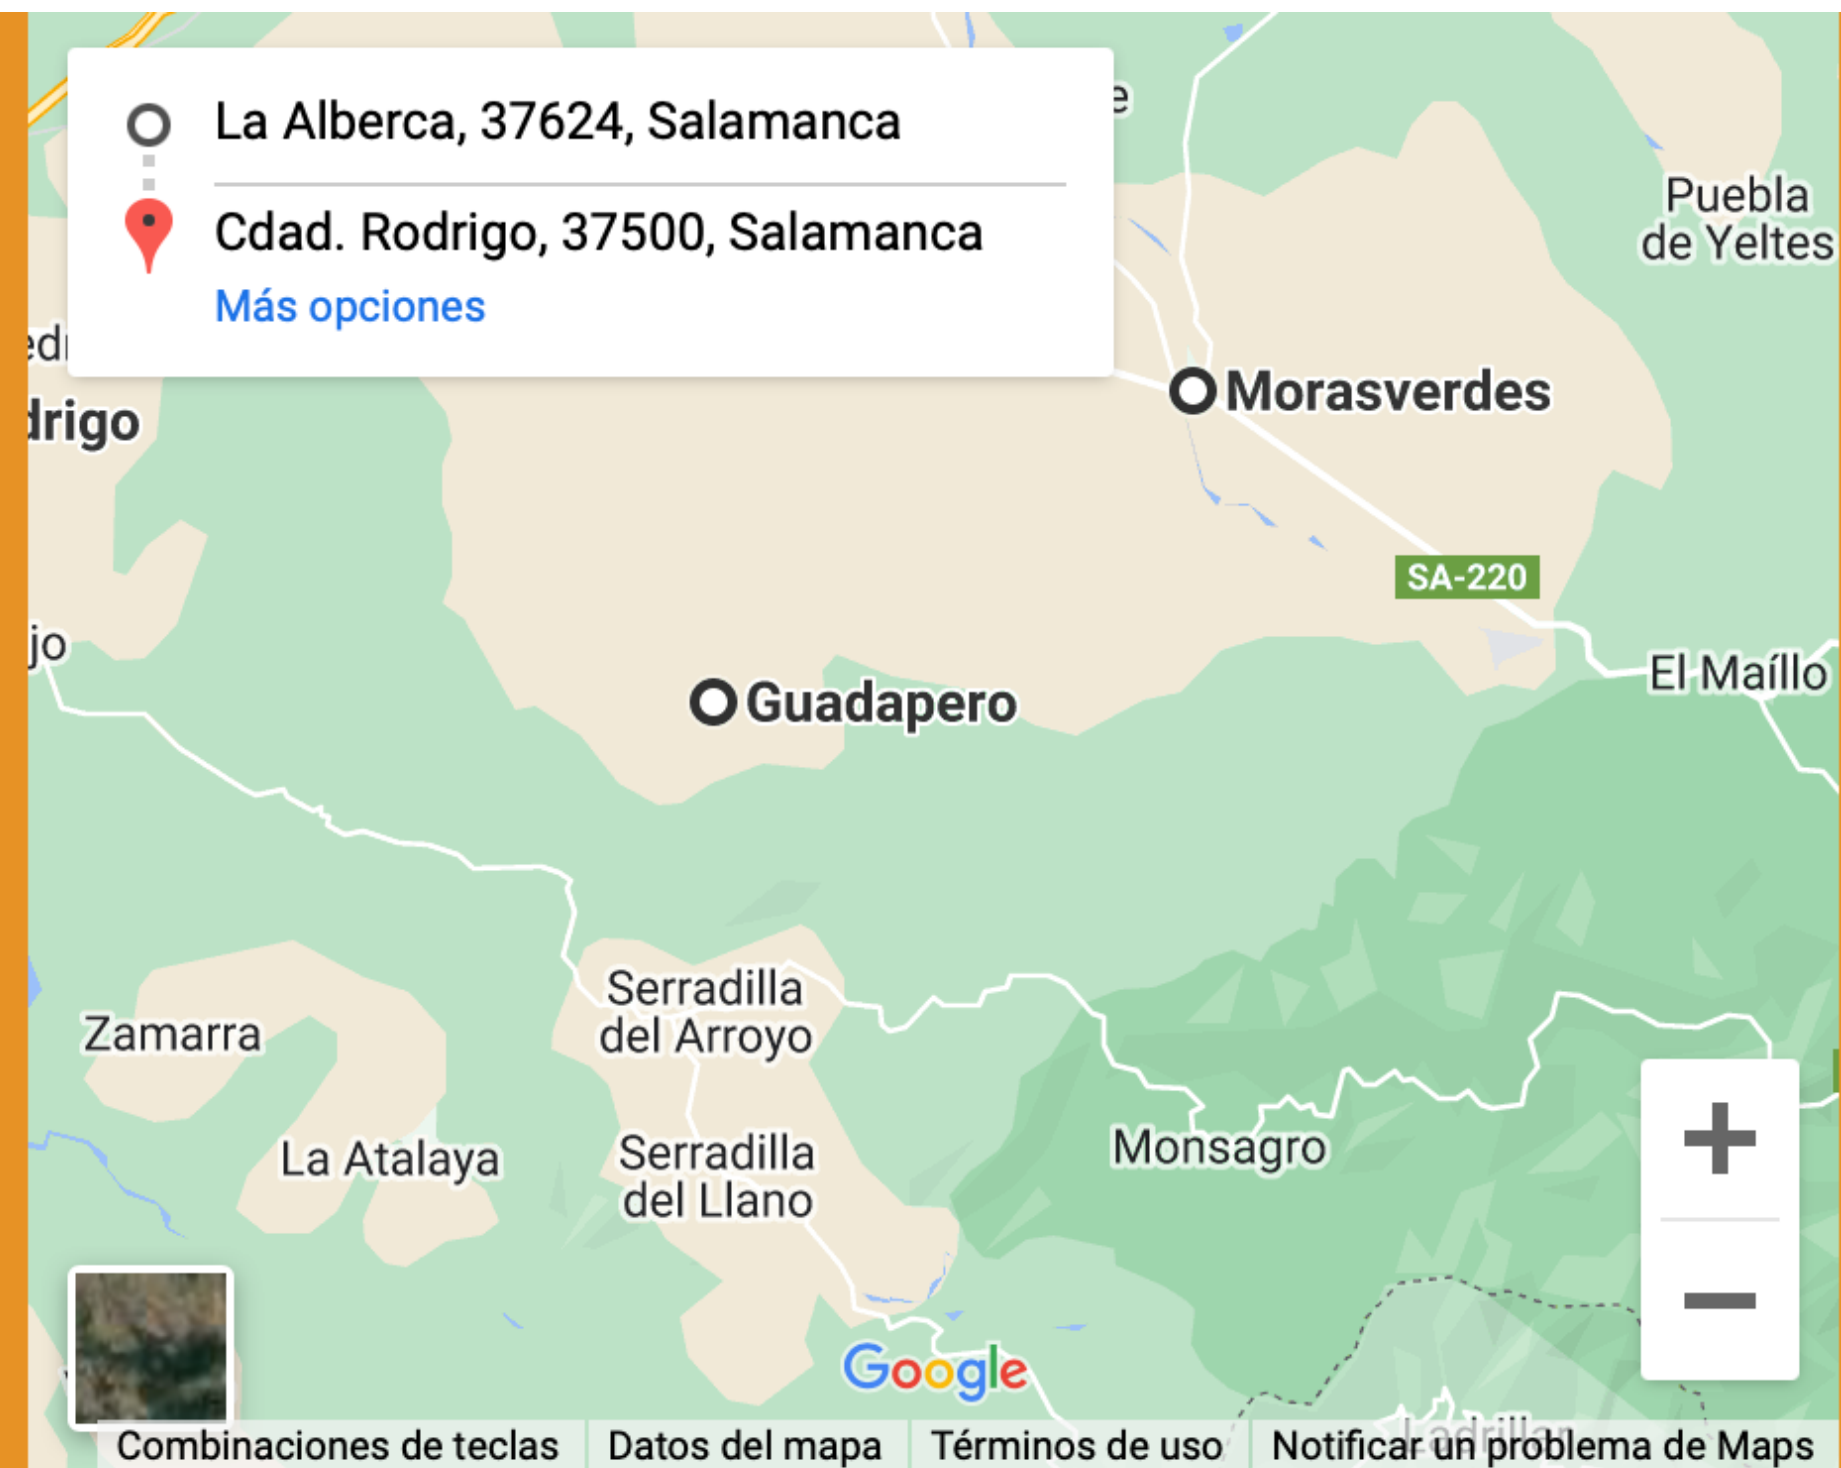 La Alberca, 37624, Salamanca
Cdad. Rodrigo, 37500, Salamanca
Más opciones
Puebla
de Yeltes
drigo
Morasverdes
SA-220
jo
El Maíllo
Guadapero
Serradilla
del Arroyo
Zamarra
La Atalaya
Serradilla
del Llano
Monsagro
Google
Ladrillar
Combinaciones de teclas
Datos del mapa
Términos de uso
Notificar un problema de Maps